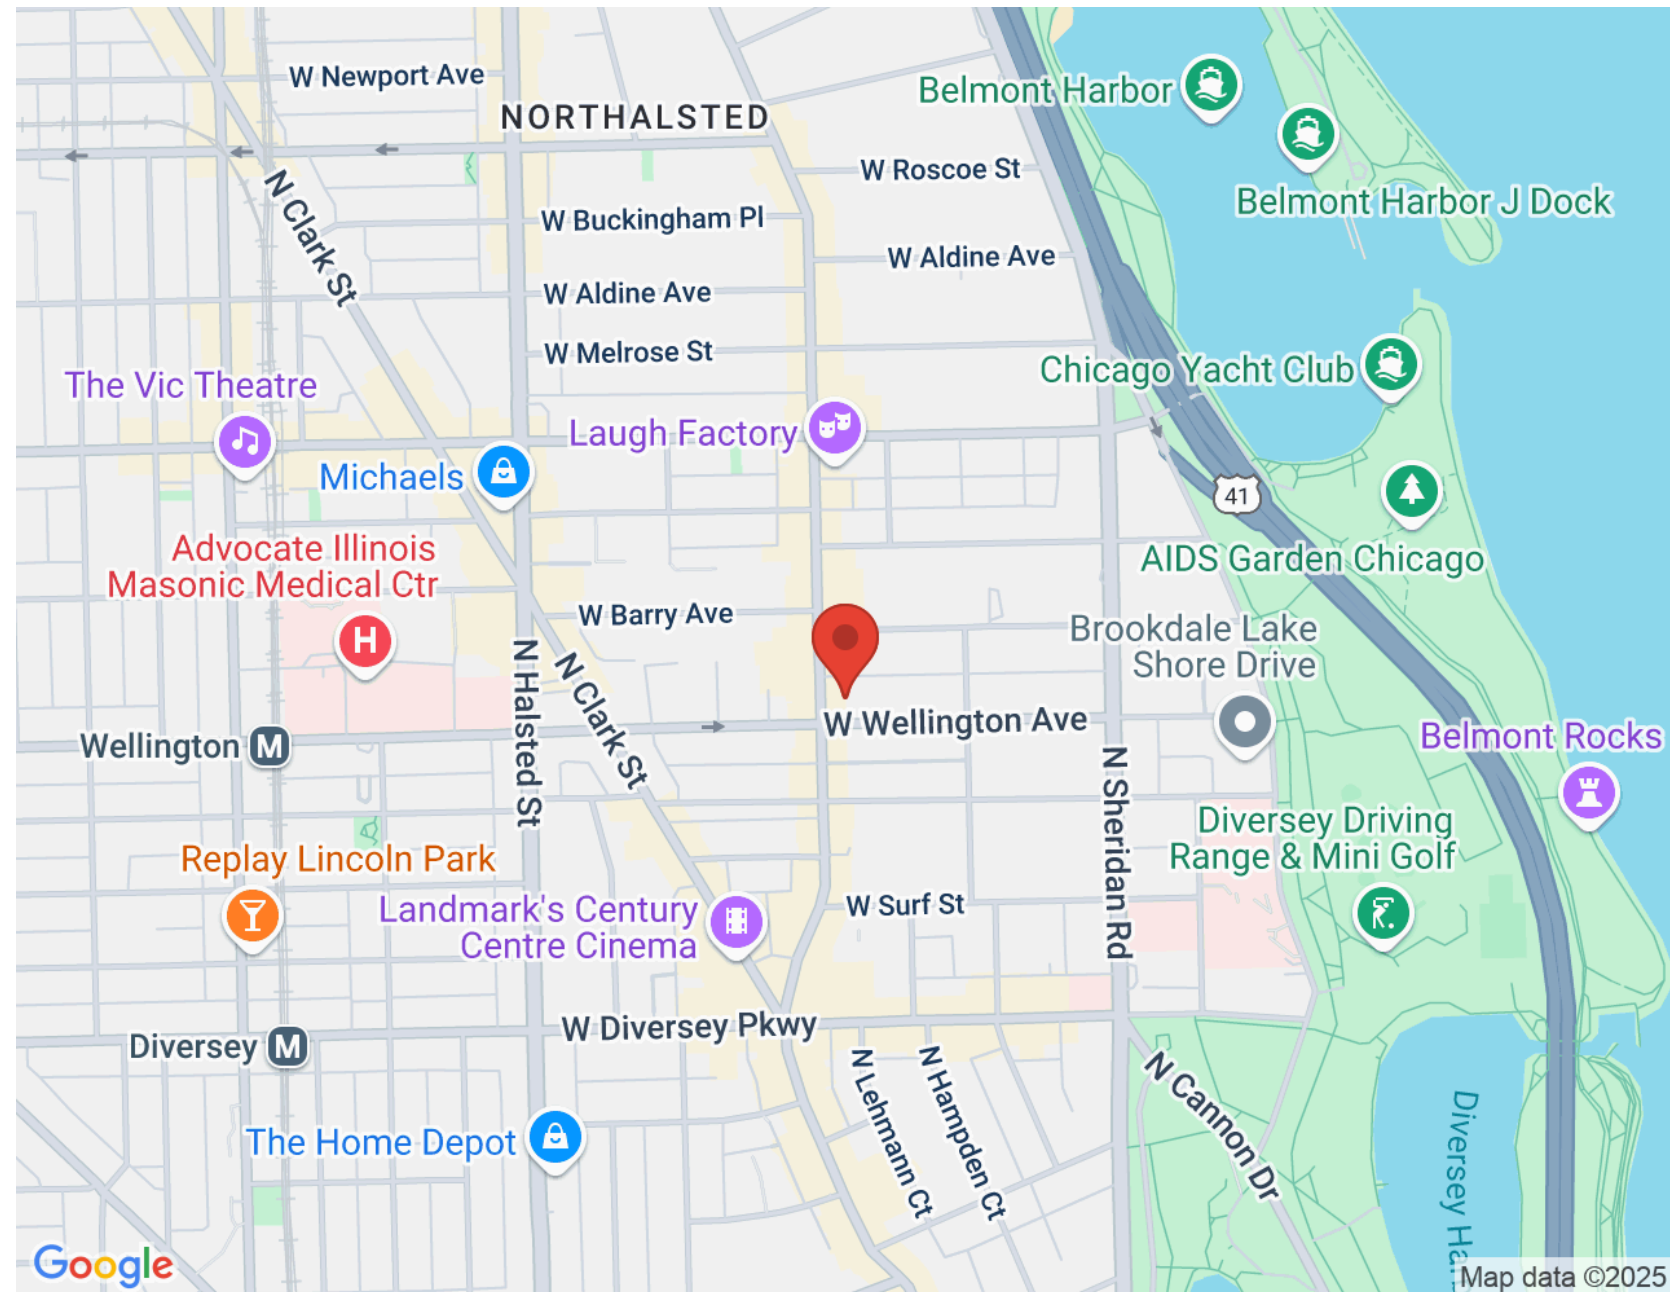 W Newport Ave
NORTHALSTED
Belmont Harbor
Belmont Harbor J Dock
W Roscoe St
N Clark St
W Buckingham Pl
W Aldine Ave
W Aldine Ave
W Melrose St
Chicago Yacht Club
The Vic Theatre
Laugh Factory
Michaels
41
Advocate Illinois
Masonic Medical Ctr
H
AIDS Garden Chicago
W Barry Ave
Brookdale Lake
Shore Drive
N Halsted St
N Clark St
W Wellington Ave
Wellington M
Belmont Rocks
N Sheridan Rd
Diversey Driving
Range & Mini Golf
Replay Lincoln Park
Landmark's Century
Centre Cinema
W Surf St
W Diversey Pkwy
Diversey M
N Lehmann Ct
N Hampden Ct
N Cannon Dr
The Home Depot
Diversey Ha
Google
Map data ©2025